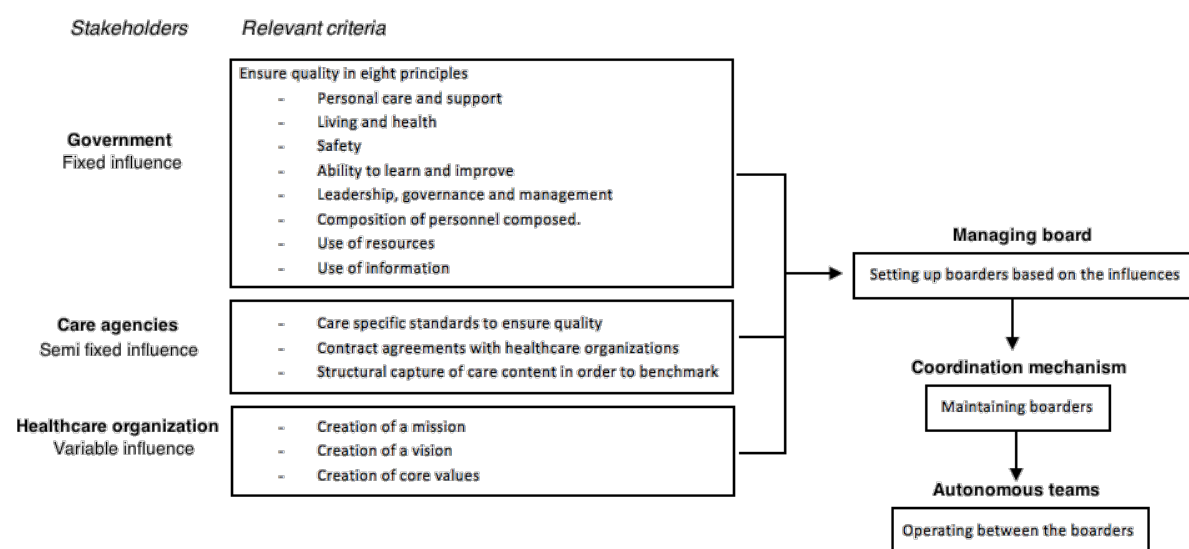 Stakeholders
Relevant criteria
Government
Fixed influence
Ensure quality in eight principles
- Personal care and support
- Living and health
- Safety
- Ability to learn and improve
- Leadership, governance and management
- Composition of personnel composed.
- Use of resources
- Use of information
Care agencies
Semi fixed influence
- Care specific standards to ensure quality
- Contract agreements with healthcare organizations
- Structural capture of care content in order to benchmark
Healthcare organization
Variable influence
- Creation of a mission
- Creation of a vision
- Creation of core values
Managing board
Setting up boarders based on the influences
Coordination mechanism
Maintaining boarders
Autonomous teams
Operating between the boarders